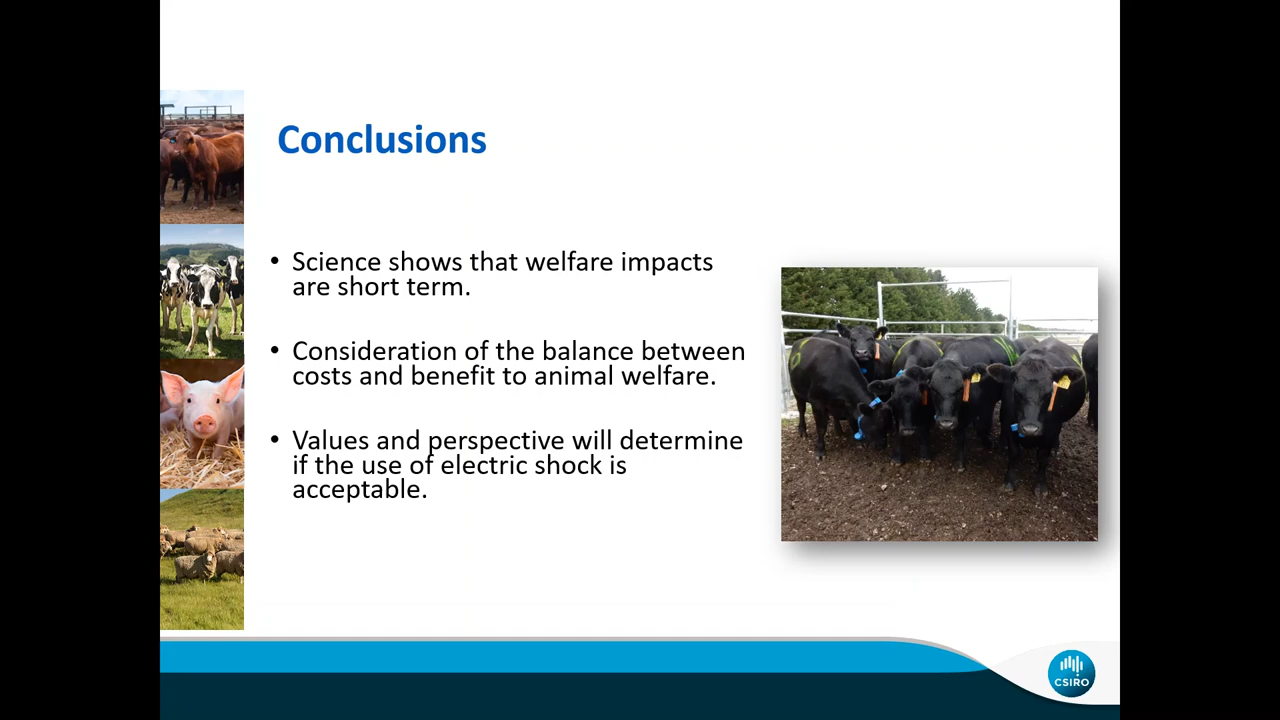 Conclusions
• Science shows that welfare impacts
are short term.
• Consideration of the balance between
costs and benefit to animal welfare.
• Values and perspective will determine
if the use of electric shock is
acceptable.
CSIRO